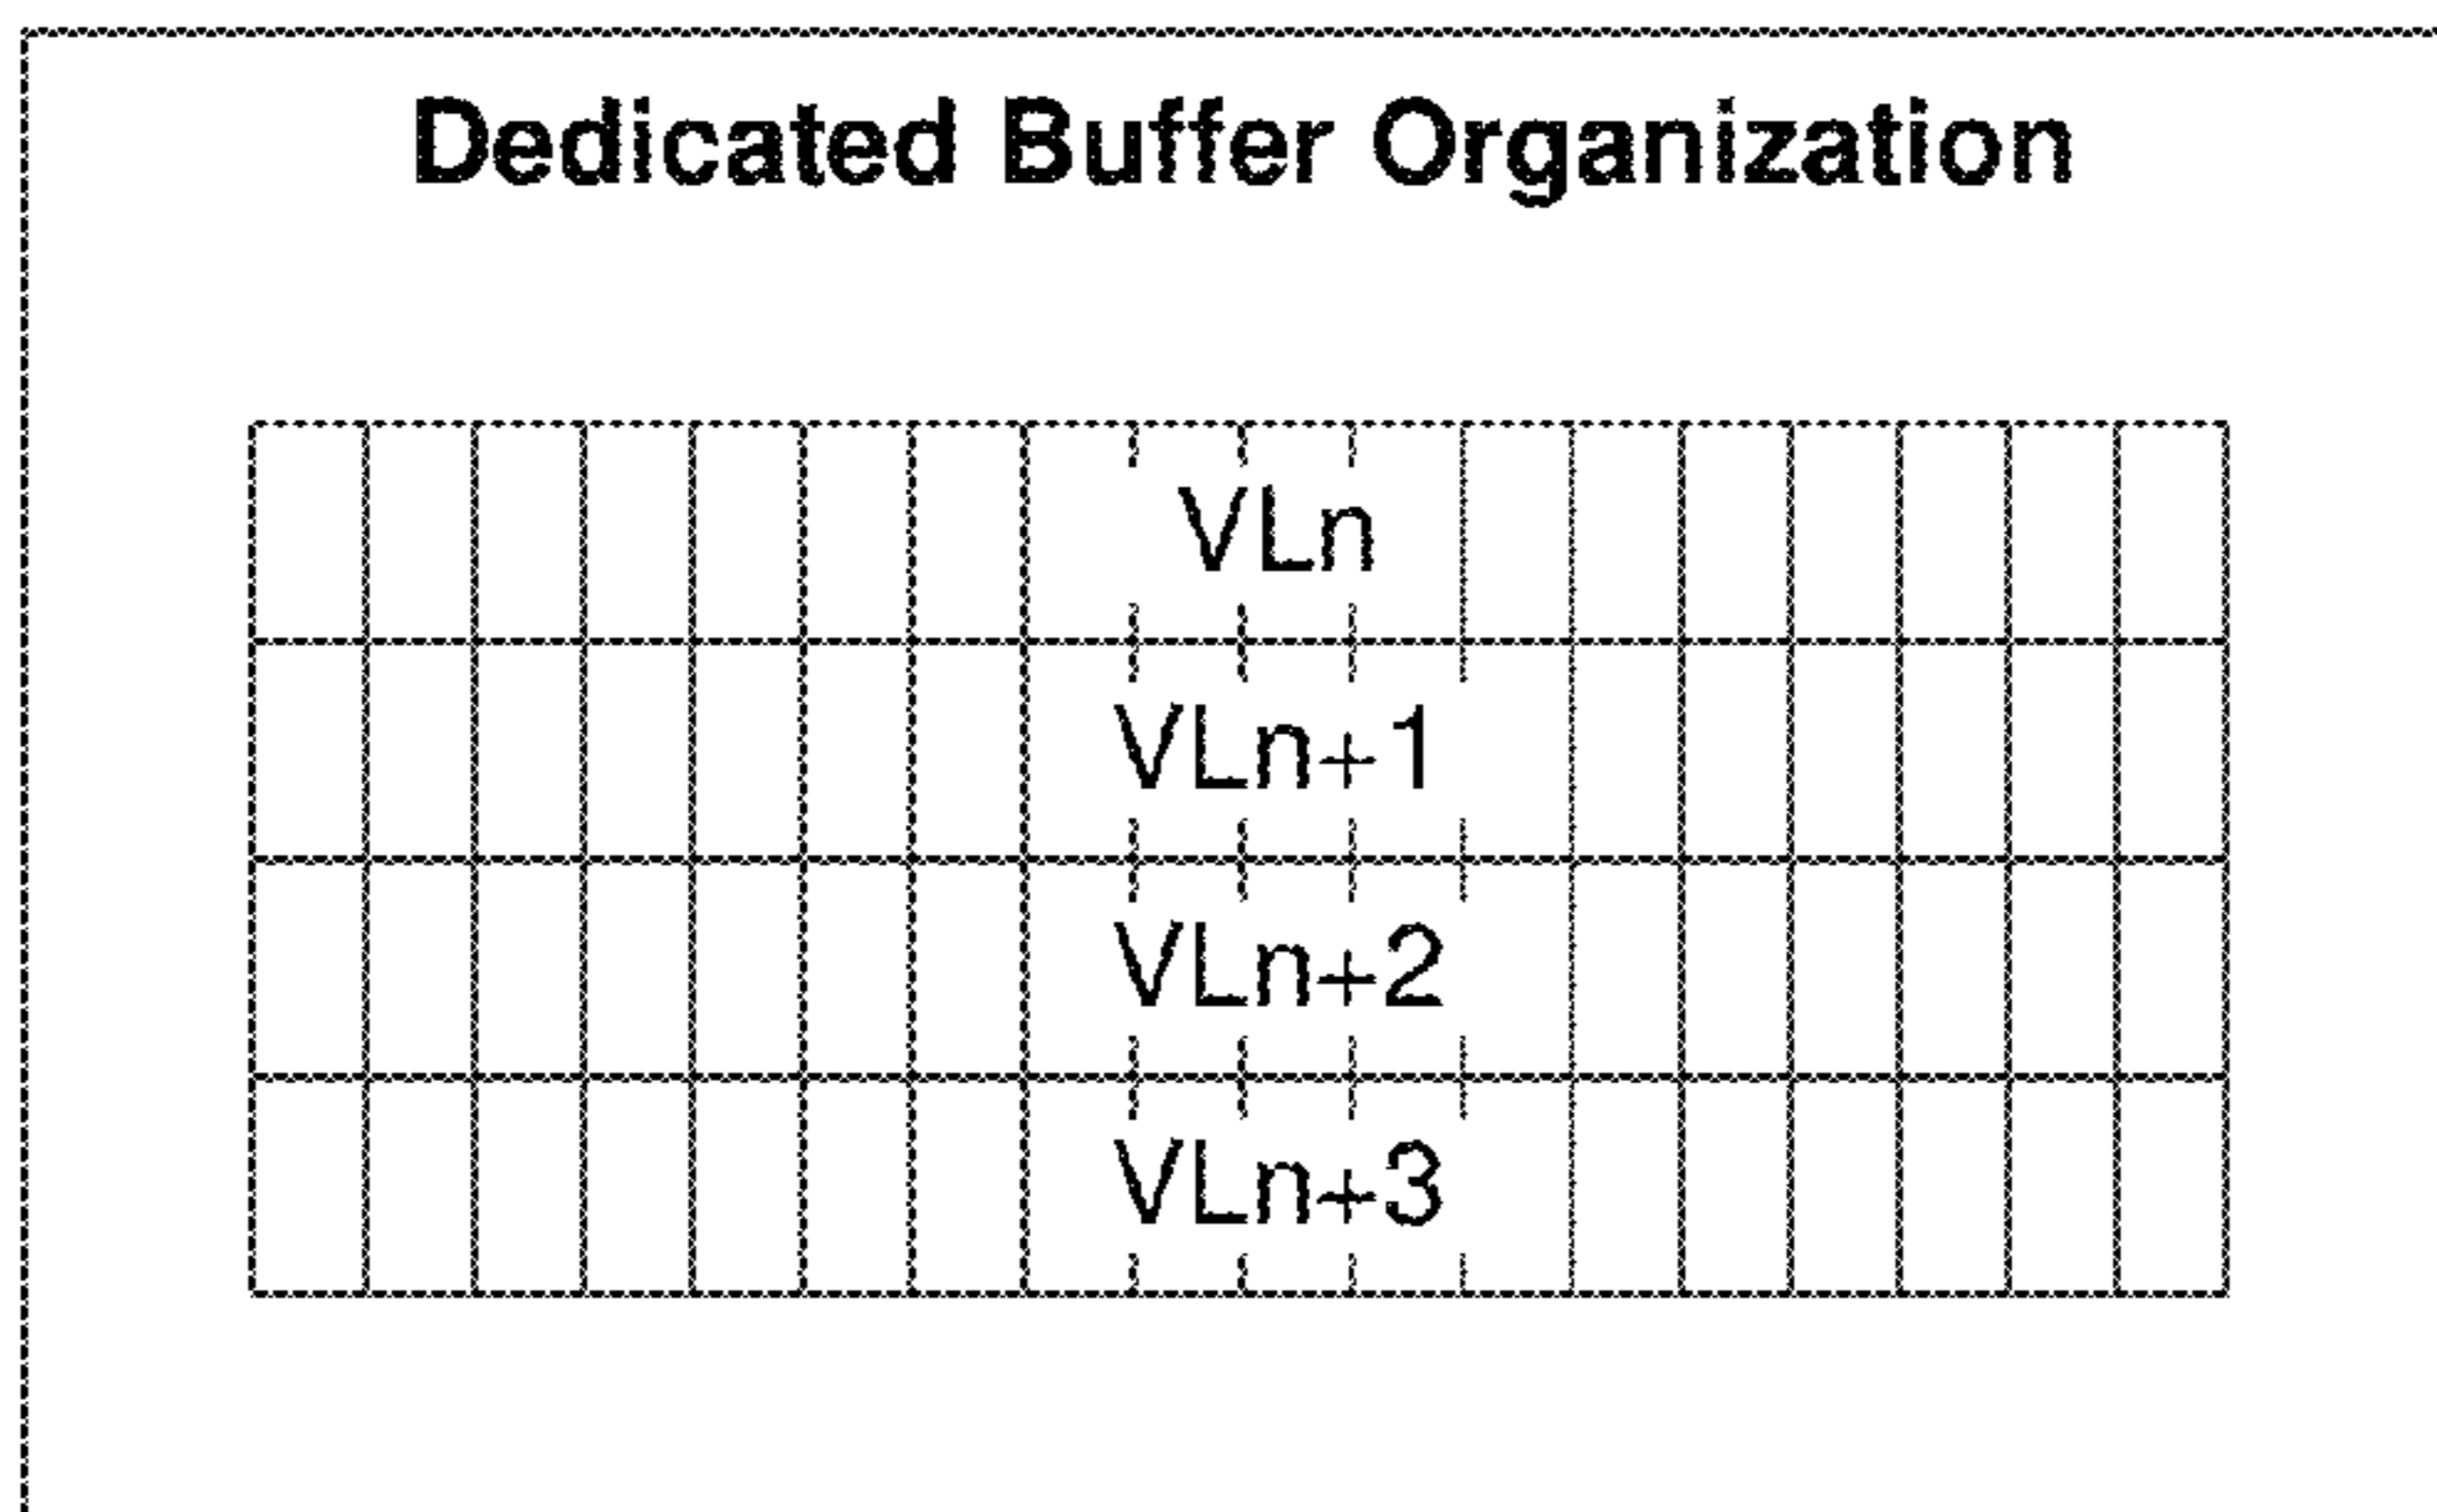 Dedicated Buffer Organization
VLn
VLn+1
VLn+2
VLn+3